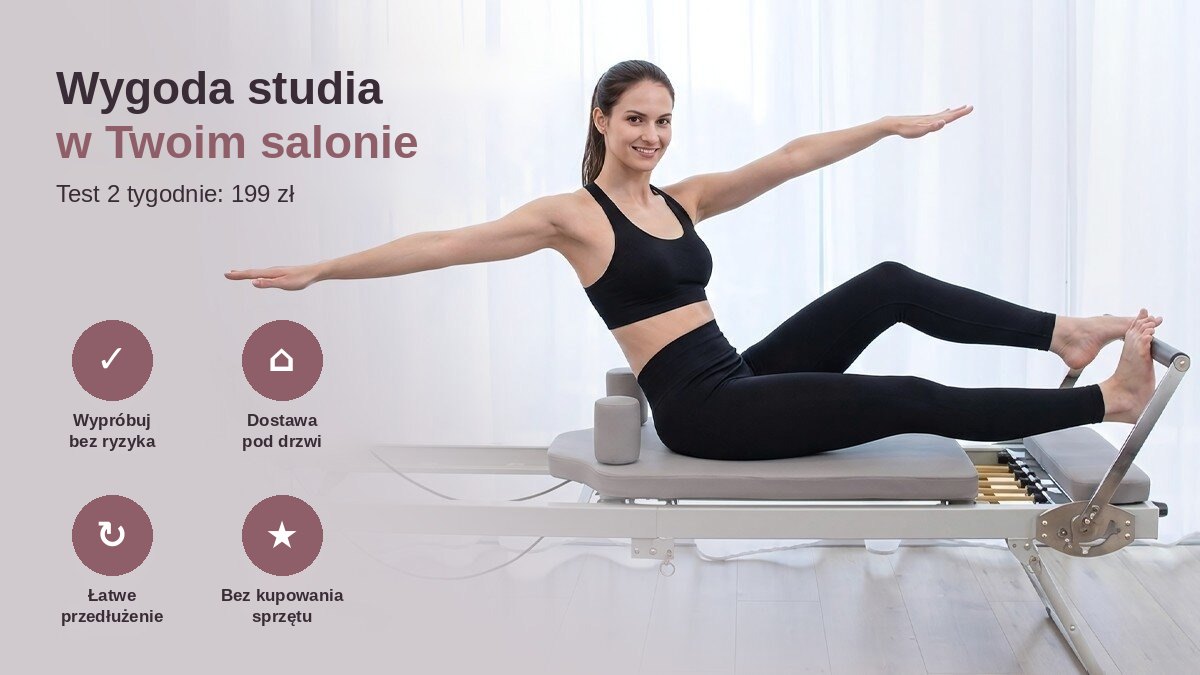 Wygoda studia
w Twoim salonie
Test 2 tygodnie: 199 zł
Wypróbuj
bez ryzyka
Dostawa
pod drzwi
Łatwe
przedłużenie
Bez kupowania
sprzętu